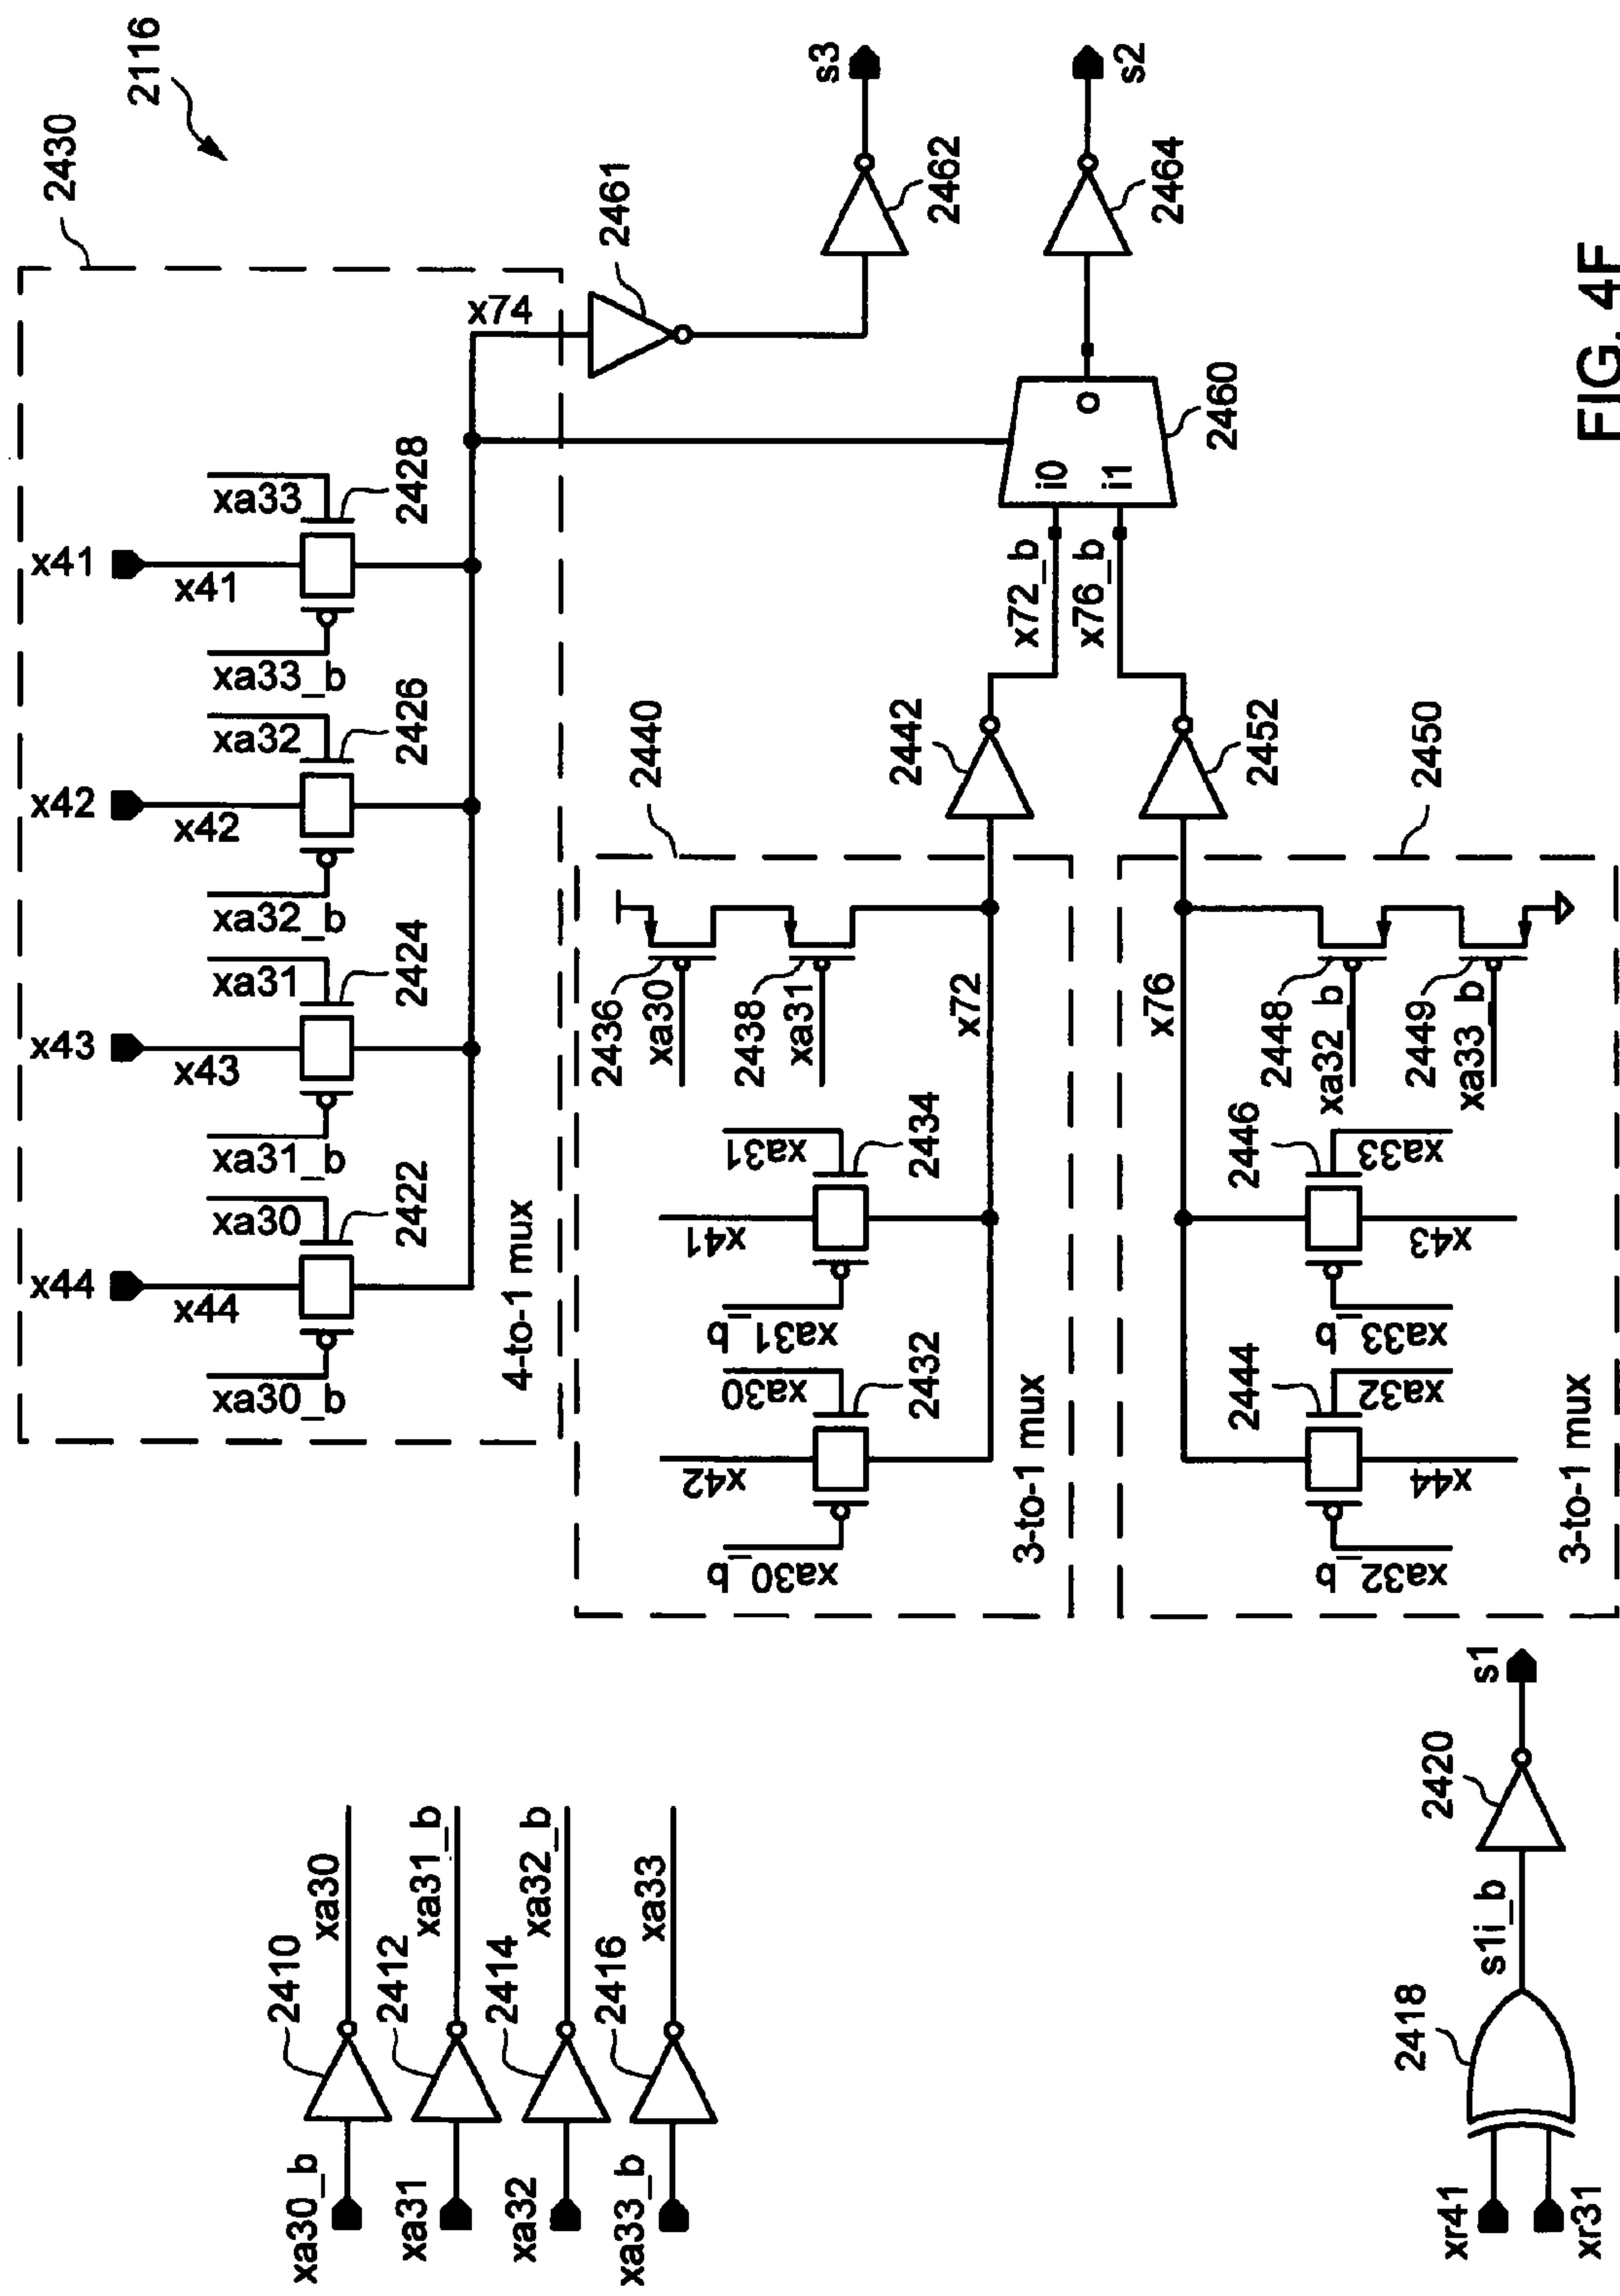 2116
2430
x44
x43
x42
x41
x44
x43
x42
x41
xa30_b
xa30
xa31_b
xa31
xa32_b
xa32
xa33_b
xa33
2422
2424
2426
2428
4-to-1 mux
x74
2461
s3
2462
xa30_b
2410
xa30
xa31
2412
xa31_b
xa32
2414
xa32_b
xa33_b
2416
xa33
2440
2436
xa30
2438
xa31
x42
x41
xa30_b
xa30
xa31_b
xa31
2432
2434
x72
3-to-1 mux
2442
x72_b
x76_b
i0
i1
o
2460
s2
2464
2452
2450
x76
2444
2446
2448
xa32_b
2449
xa33_b
xa32_b
xa32
xa33_b
xa33
x44
x43
3-to-1 mux
xr41
xr31
2418
s1i_b
2420
s1
FIG. 4F